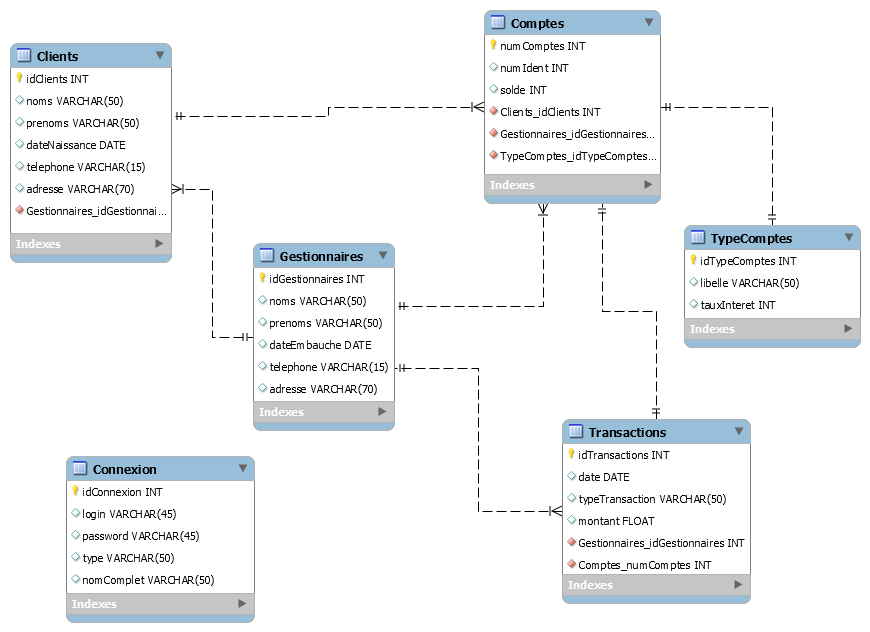 Clients
idClients INT
noms VARCHAR(50)
prenoms VARCHAR(50)
dateNaissance DATE
telephone VARCHAR(15)
adresse VARCHAR(70)
Gestionnaires_idGestionnai...
Indexes
Comptes
numComptes INT
numIdent INT
solde INT
Clients_idClients INT
Gestionnaires_idGestionnaires...
TypeComptes_idTypeComptes...
Indexes
Gestionnaires
idGestionnaires INT
noms VARCHAR(50)
prenoms VARCHAR(50)
dateEmbauche DATE
telephone VARCHAR(15)
adresse VARCHAR(70)
Indexes
TypeComptes
idTypeComptes INT
libelle VARCHAR(50)
tauxInteret INT
Indexes
Connexion
idConnexion INT
login VARCHAR(45)
password VARCHAR(45)
type VARCHAR(50)
nomComplet VARCHAR(50)
Indexes
Transactions
idTransactions INT
date DATE
typeTransaction VARCHAR(50)
montant FLOAT
Gestionnaires_idGestionnaires INT
Comptes_numComptes INT
Indexes